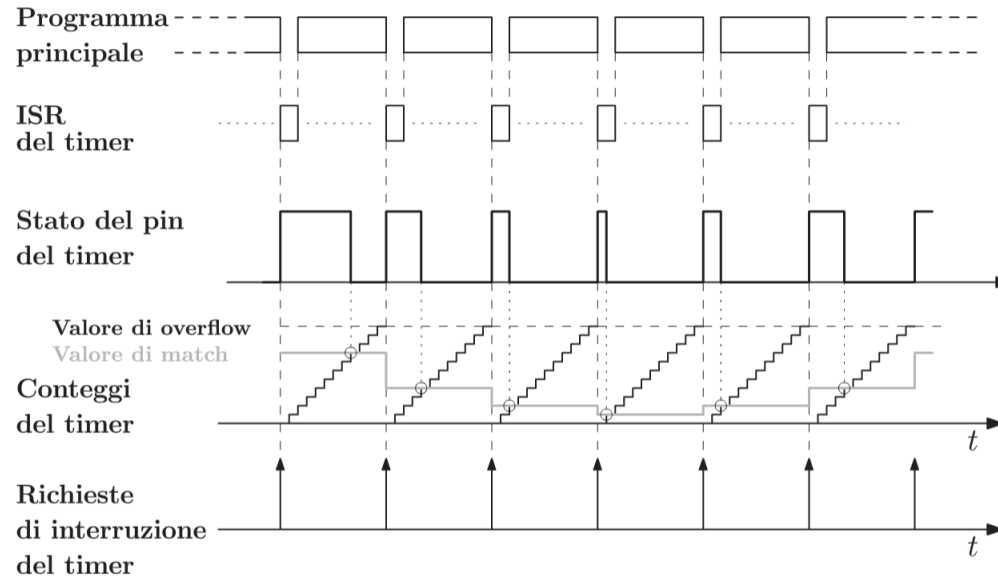 Programma
principale
ISR
del timer
Stato del pin
del timer
Valore di overflow
Valore di match
Conteggi
del timer
t
Richieste
di interruzione
del timer
t